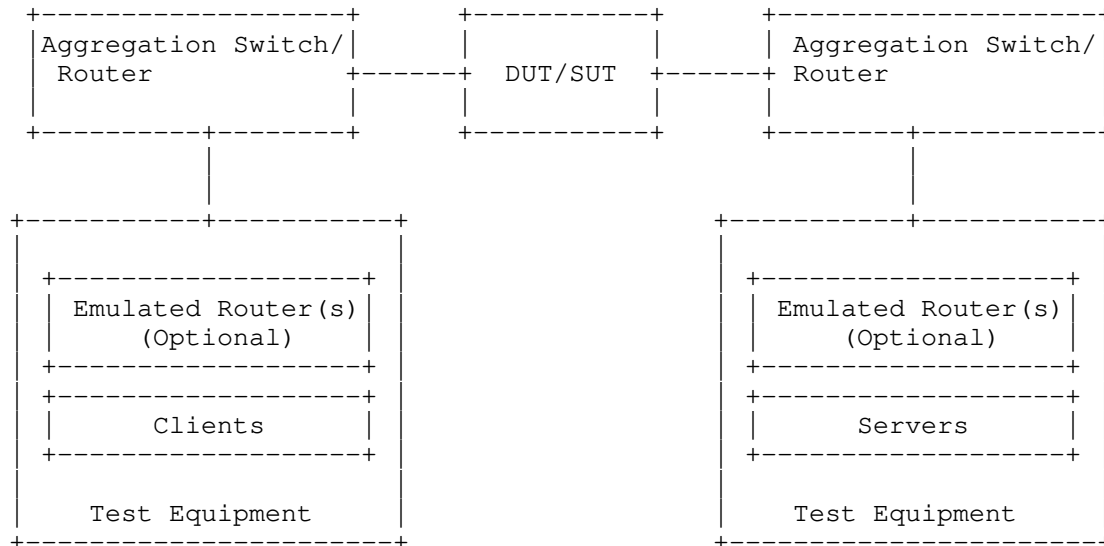 Aggregation Switch/
Router
DUT/SUT
Aggregation Switch/
Router
Emulated Router(s)
(Optional)
Clients
Test Equipment
Emulated Router(s)
(Optional)
Servers
Test Equipment